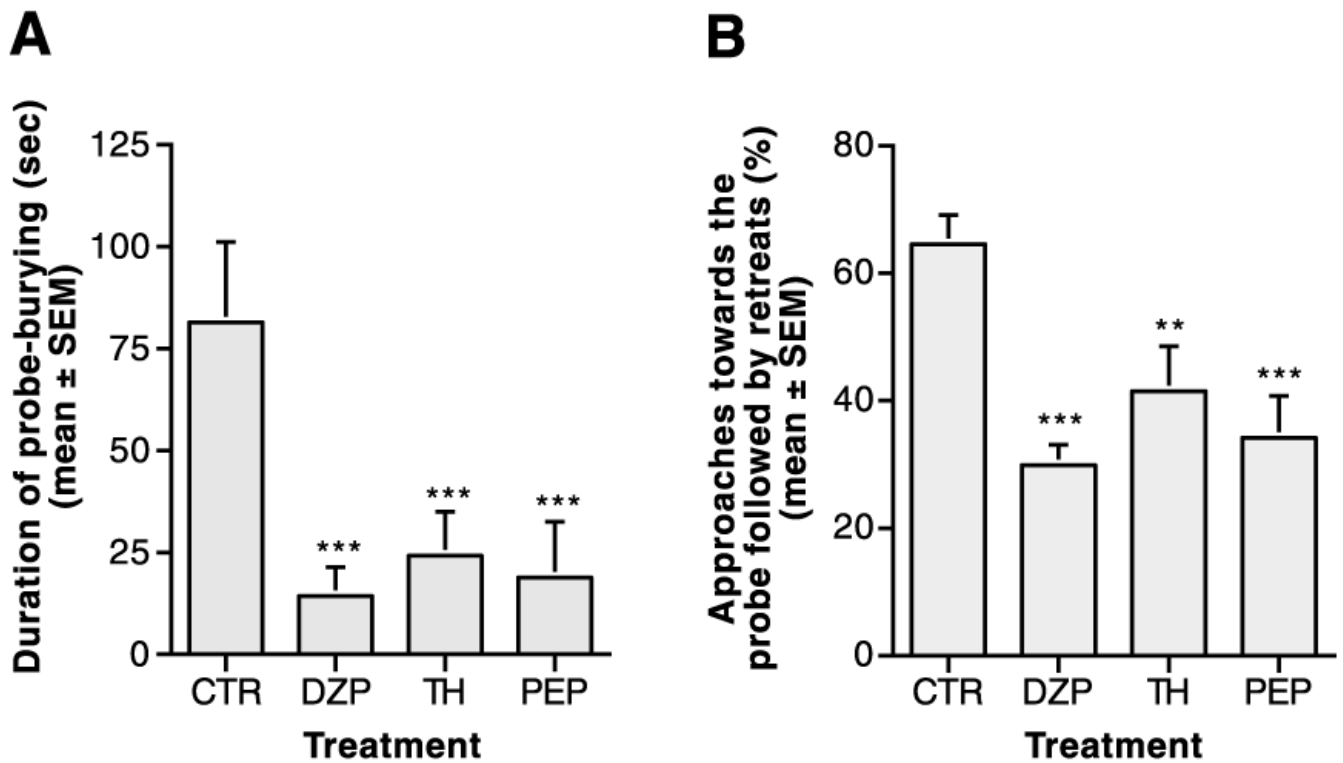 A
Duration of probe-burying (sec)
(mean ± SEM)
125
100
75
50
25
0
***
***
***
CTR DZP TH PEP
Treatment
B
Approaches towards the
probe followed by retreats (%)
(mean ± SEM)
80
60
40
20
0
***
**
***
CTR DZP TH PEP
Treatment